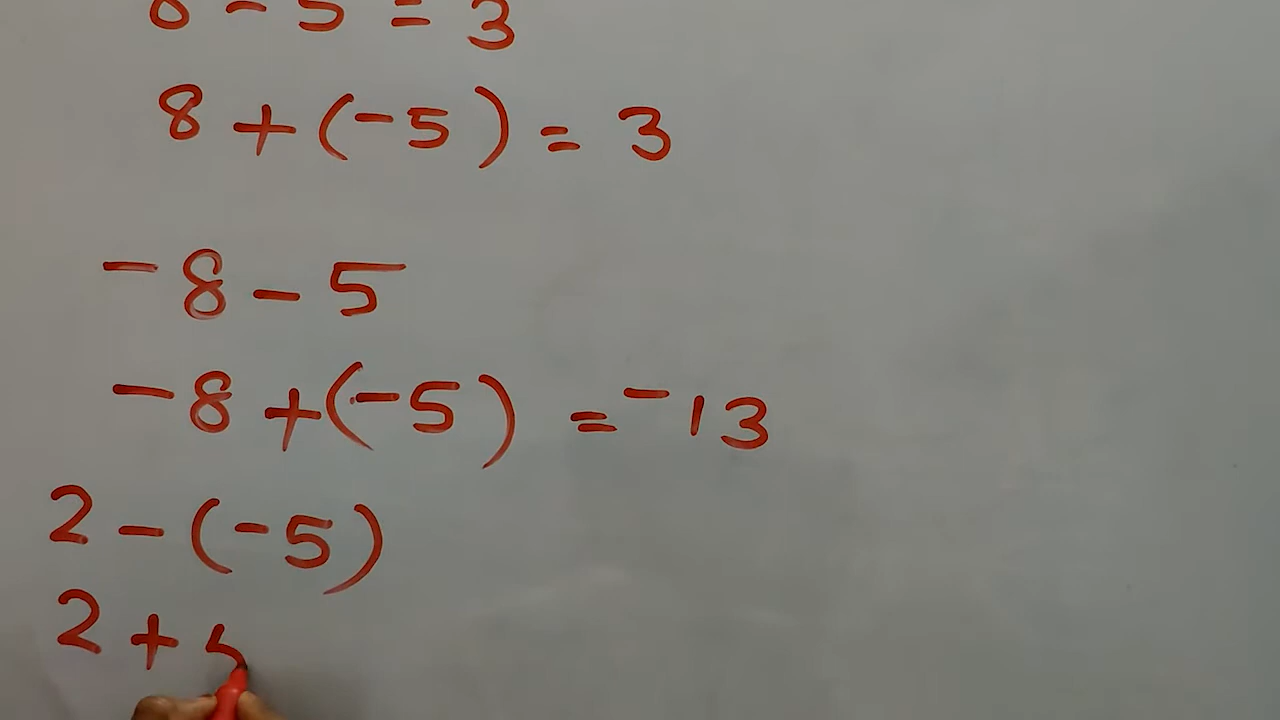 8 - 5 = 3
8 + (-5) = 3
-8 - 5
-8 + (-5) = -13
2 - (-5)
2 + 5